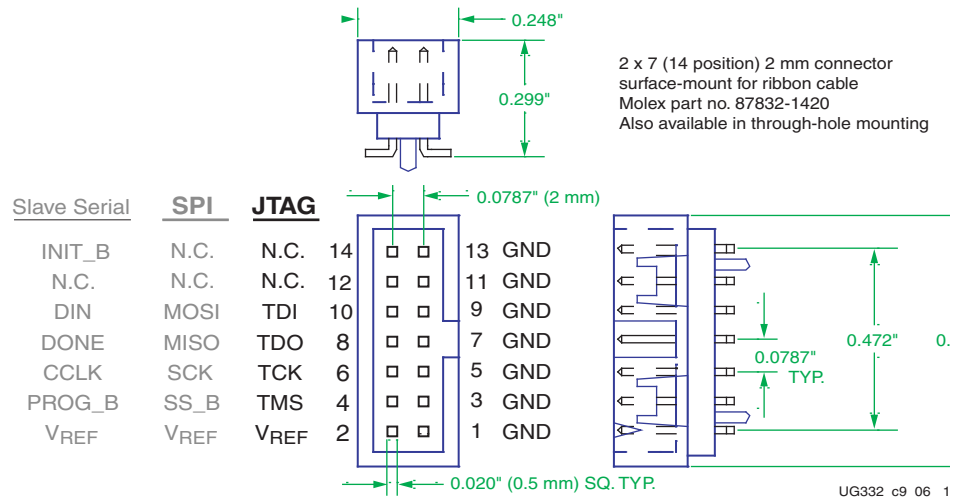 0.248"
2 x 7 (14 position) 2 mm connector
surface-mount for ribbon cable
Molex part no. 87832-1420
Also available in through-hole mounting
0.299"
0.0787" (2 mm)
Slave Serial SPI JTAG
INIT_B N.C. N.C. 14 13 GND
N.C. N.C. N.C. 12 11 GND
DIN MOSI TDI 10 9 GND
DONE MISO TDO 8 7 GND
CCLK SCK TCK 6 5 GND
PROG_B SS_B TMS 4 3 GND
VREF VREF VREF 2 1 GND
0.472"
0.
0.0787"
TYP.
0.020" (0.5 mm) SQ. TYP.
UG332_c9_06_1